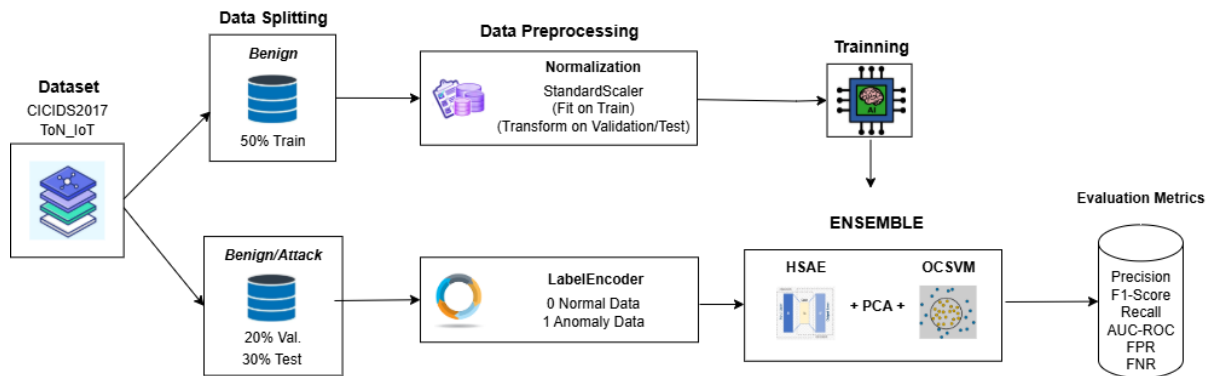 Dataset
CICIDS2017
ToN_IoT
Data Splitting
Benign
50% Train
Benign/Attack
20% Val.
30% Test
Data Preprocessing
Normalization
StandardScaler
(Fit on Train)
(Transform on Validation/Test)
LabelEncoder
0 Normal Data
1 Anomaly Data
Trainning
AI
ENSEMBLE
HSAE
+ PCA +
OCSVM
Evaluation Metrics
Precision
F1-Score
Recall
AUC-ROC
FPR
FNR